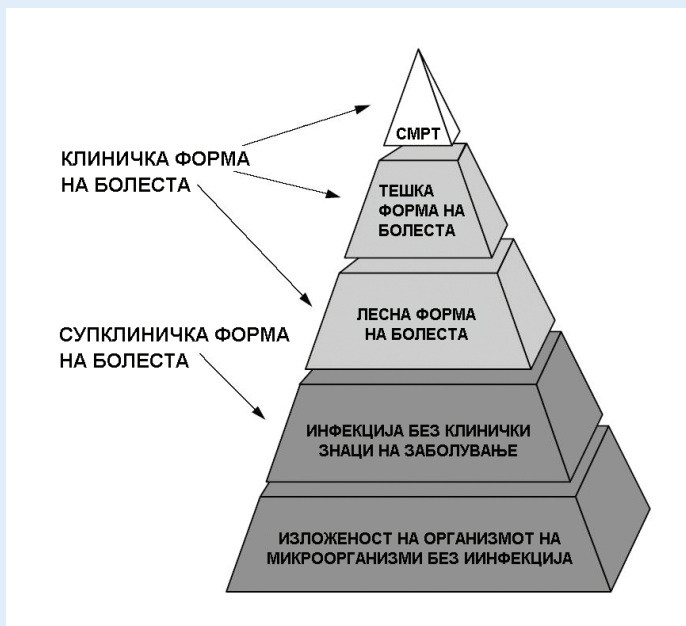 СМРТ
КЛИНИЧКА ФОРМА
НА БОЛЕСТА
ТЕШКА
ФОРМА НА
БОЛЕСТА
ЛЕСНА ФОРМА
НА БОЛЕСТА
СУПКЛИНИЧКА ФОРМА
НА БОЛЕСТА
ИНФЕКЦИЈА БЕЗ КЛИНИЧКИ
ЗНАЦИ НА ЗАБОЛУВАЊЕ
ИЗЛОЖЕНОСТ НА ОРГАНИЗМОТ НА
МИКРООРГАНИЗМИ БЕЗ ИИНФЕКЦИЈА